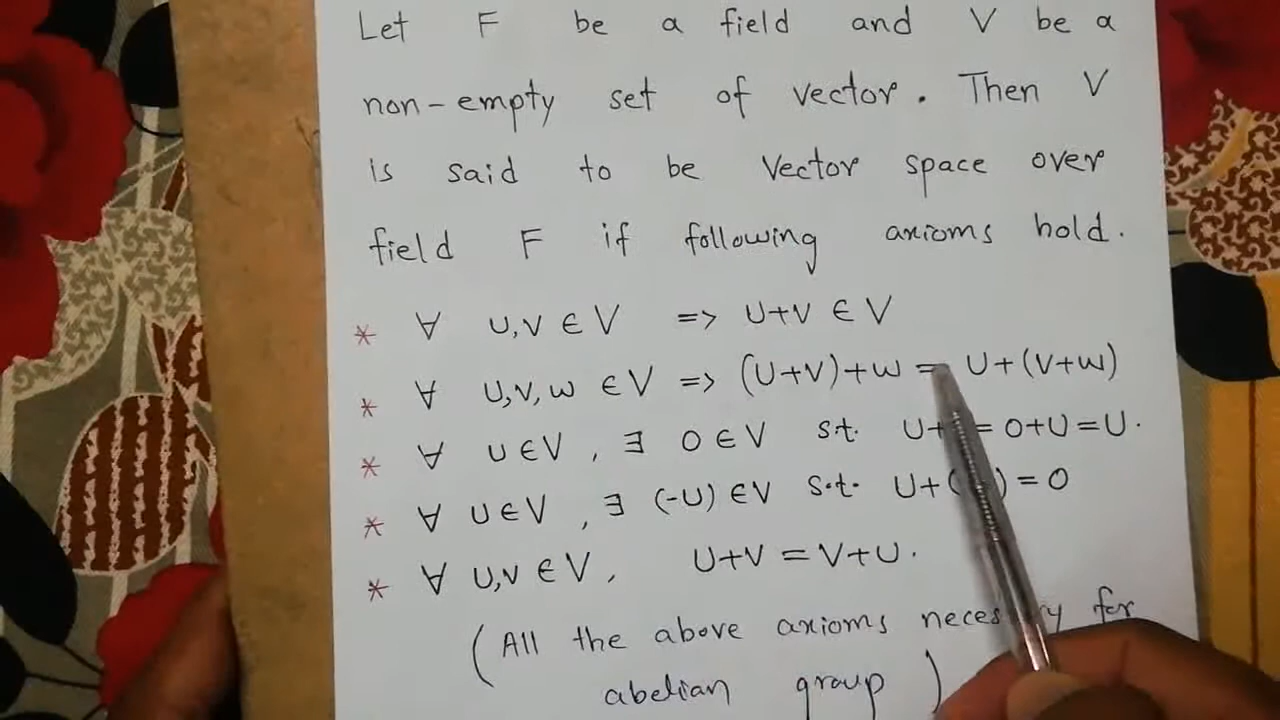 Let F be a field and V be a
non-empty set of vector. Then V
is said to be Vector space over
field F if following axioms hold.
* ∀ U,V ∈ V => U+V ∈ V
* ∀ U,V,W ∈ V => (U+V)+W = U+(V+W)
* ∀ U∈V , ∃ 0 ∈ V s.t. U+ = 0+U=U.
* ∀ U∈V , ∃ (-U) ∈V s.t. U+( )=0
* ∀ U,V ∈ V, U+V = V+U.
(All the above axioms for
abelian group)